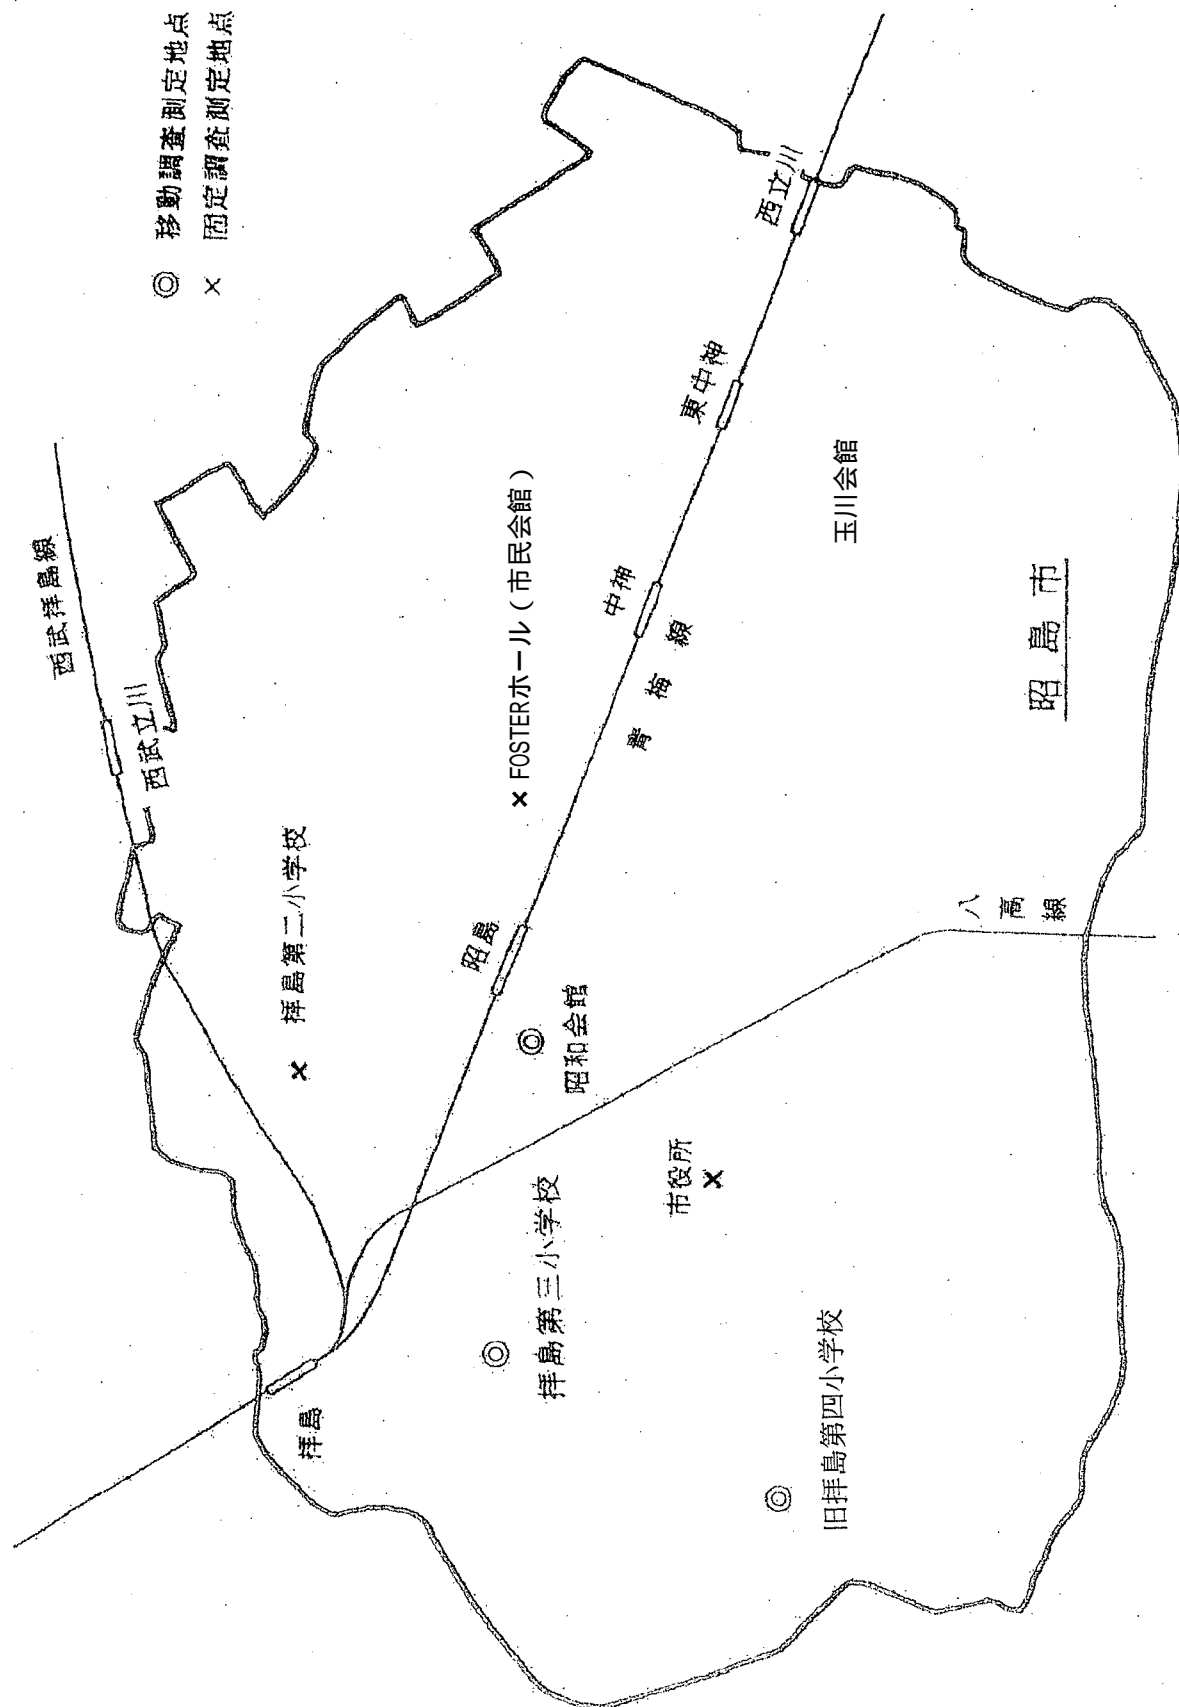 ◎ 移動調査測定地点
× 固定調査測定地点
西武拝島線
西武立川
拝島第二小学校
×
× FOSTERホール(市民会館)
西立川
東中神
中神
青梅線
昭島
◎
昭和会館
玉川会館
拝島
◎
拝島第三小学校
市役所
×
八高線
昭島市
◎
旧拝島第四小学校